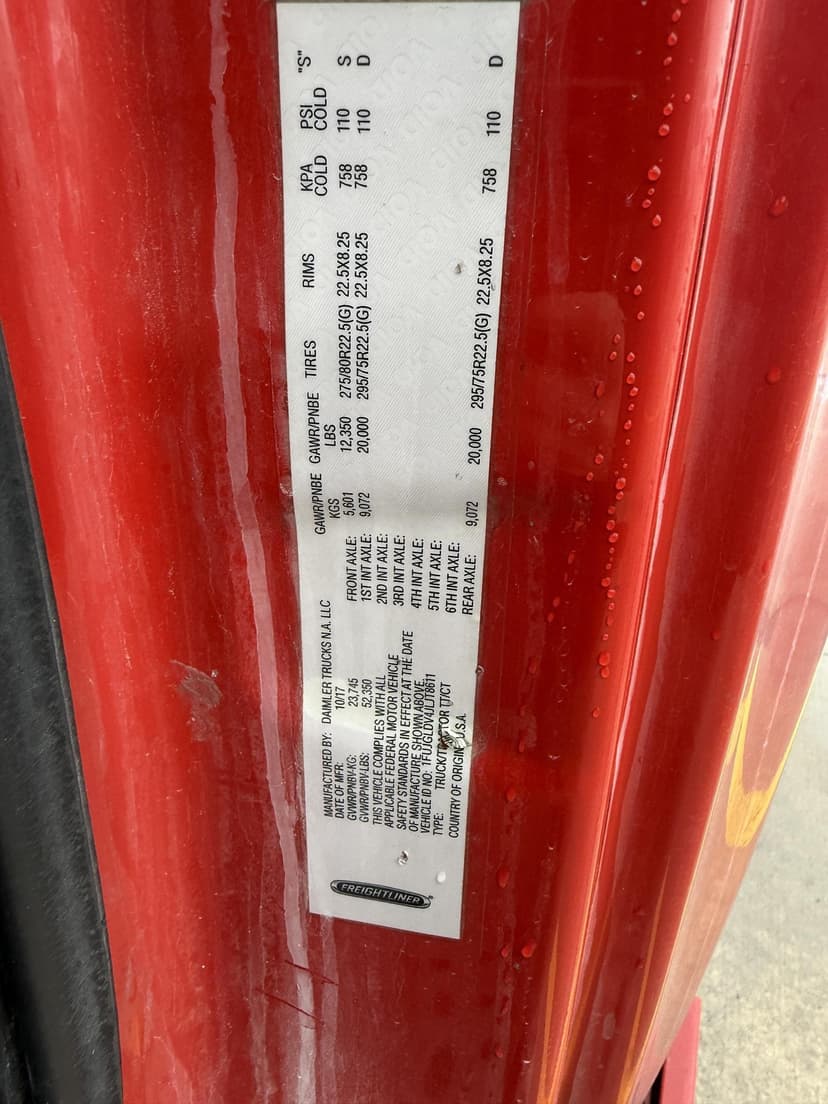 FREIGHTLINER
MANUFACTURED BY: DAIMLER TRUCKS N.A. LLC
DATE OF MFR: 10/17
GVWR/PNBV-KG: 23,745
GVWR/PNBV-LBS: 52,350
THIS VEHICLE COMPLIES WITH ALL
APPLICABLE FEDERAL MOTOR VEHICLE
SAFETY STANDARDS IN EFFECT AT THE DATE
OF MANUFACTURE SHOWN ABOVE.
VEHICLE ID NO: 1FUJGLDV4JLJT8611
TYPE: TRUCK/TRACTOR TJ/CT
COUNTRY OF ORIGIN: U.S.A.
GAWR/PNBE KGS GAWR/PNBE LBS TIRES RIMS KPA COLD PSI COLD "S"
FRONT AXLE: 5,601 12,350 275/80R22.5(G) 22.5X8.25 758 110 S
1ST INT AXLE: 9,072 20,000 295/75R22.5(G) 22.5X8.25 758 110 D
2ND INT AXLE:
3RD INT AXLE:
4TH INT AXLE:
5TH INT AXLE:
6TH INT AXLE:
REAR AXLE: 9,072 20,000 295/75R22.5(G) 22.5X8.25 758 110 D